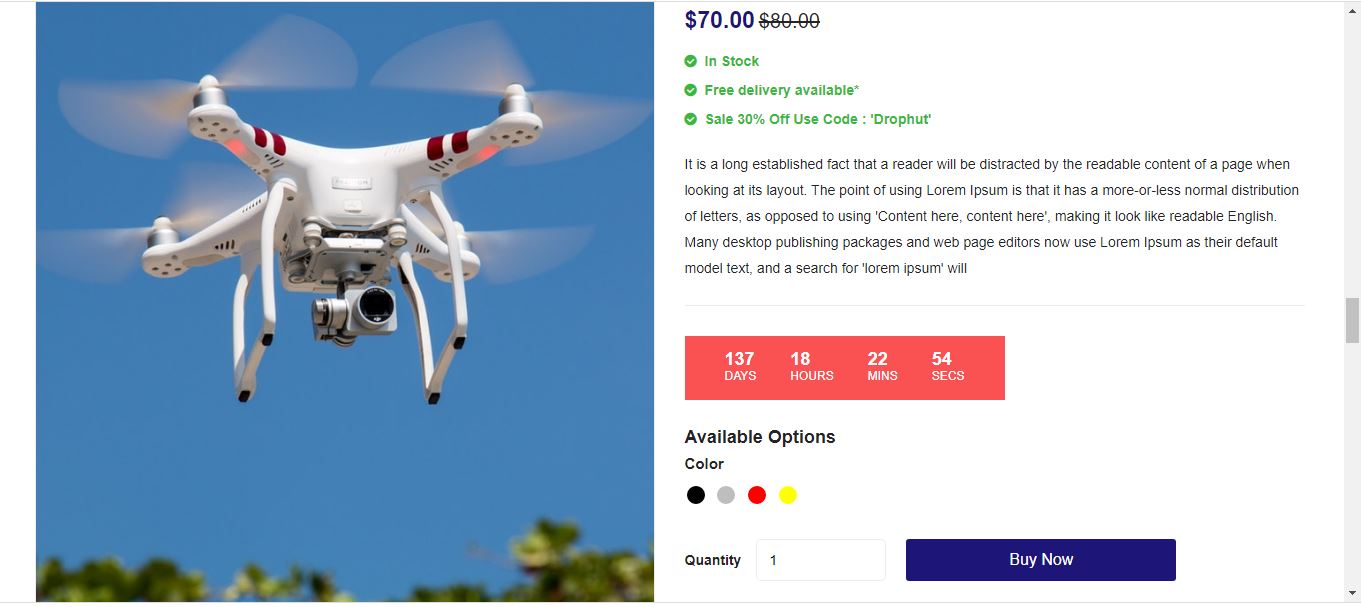 $70.00 $80.00
In Stock
Free delivery available*
Sale 30% Off Use Code : 'Drophut'
It is a long established fact that a reader will be distracted by the readable content of a page when
looking at its layout. The point of using Lorem Ipsum is that it has a more-or-less normal distribution
of letters, as opposed to using 'Content here, content here', making it look like readable English.
Many desktop publishing packages and web page editors now use Lorem Ipsum as their default
model text, and a search for 'lorem ipsum' will
137 18 22 54
DAYS HOURS MINS SECS
Available Options
Color
Quantity 1 Buy Now